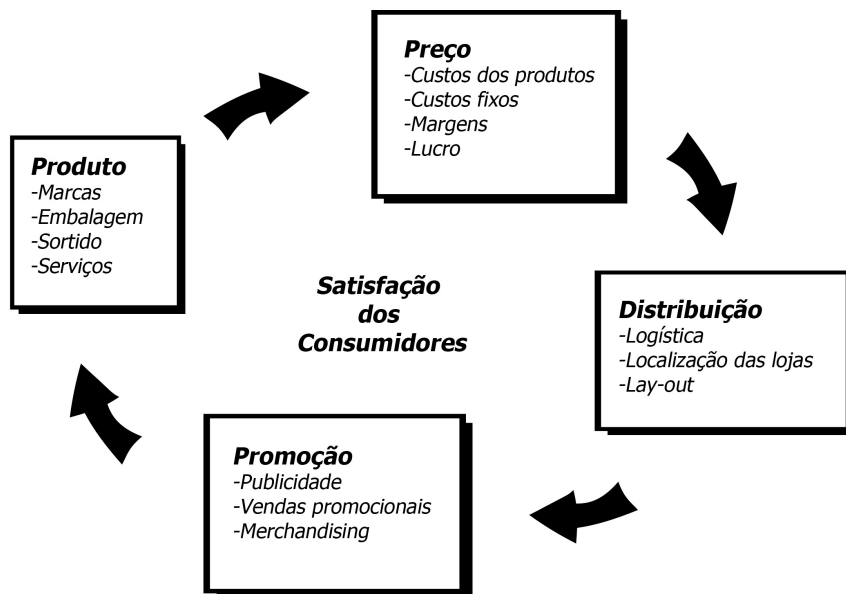 Preço
-Custos dos produtos
-Custos fixos
-Margens
-Lucro
Produto
-Marcas
-Embalagem
-Sortido
-Serviços
Satisfação
dos
Consumidores
Distribuição
-Logística
-Localização das lojas
-Lay-out
Promoção
-Publicidade
-Vendas promocionais
-Merchandising